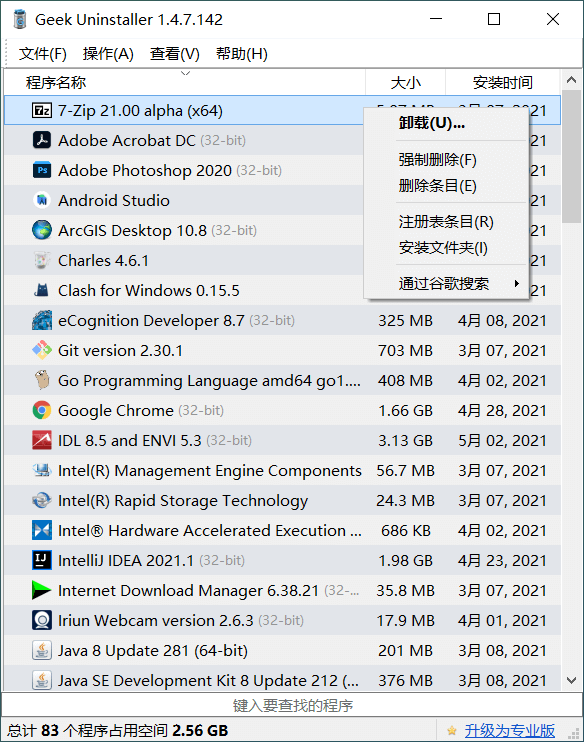 Geek Uninstaller 1.4.7.142
文件(F) 操作(A) 查看(V) 帮助(H)
程序名称 大小 安装时间
7-Zip 21.00 alpha (x64)
卸载(U)...
Adobe Acrobat DC (32-bit)
强制删除(F)
Adobe Photoshop 2020 (32-bit)
删除条目(E)
Android Studio
注册表条目(R)
ArcGIS Desktop 10.8 (32-bit)
安装文件夹(I)
Charles 4.6.1
通过谷歌搜索
Clash for Windows 0.15.5
eCognition Developer 8.7 (32-bit) 325 MB 4月 08, 2021
Git version 2.30.1 703 MB 3月 07, 2021
Go Programming Language amd64 go1.... 408 MB 4月 02, 2021
Google Chrome (32-bit) 1.66 GB 4月 28, 2021
IDL 8.5 and ENVI 5.3 (32-bit) 3.13 GB 5月 02, 2021
Intel(R) Management Engine Components 56.7 MB 3月 07, 2021
Intel(R) Rapid Storage Technology 24.3 MB 3月 07, 2021
Intel® Hardware Accelerated Execution ... 686 KB 4月 02, 2021
IntelliJ IDEA 2021.1 (32-bit) 1.98 GB 4月 23, 2021
Internet Download Manager 6.38.21 (32-... 35.8 MB 3月 07, 2021
Iriun Webcam version 2.6.3 (32-bit) 17.9 MB 4月 01, 2021
Java 8 Update 281 (64-bit) 201 MB 3月 08, 2021
Java SE Development Kit 8 Update 212 (... 376 MB 3月 08, 2021
键入要查找的程序
总计 83 个程序占用空间 2.56 GB 升级为专业版